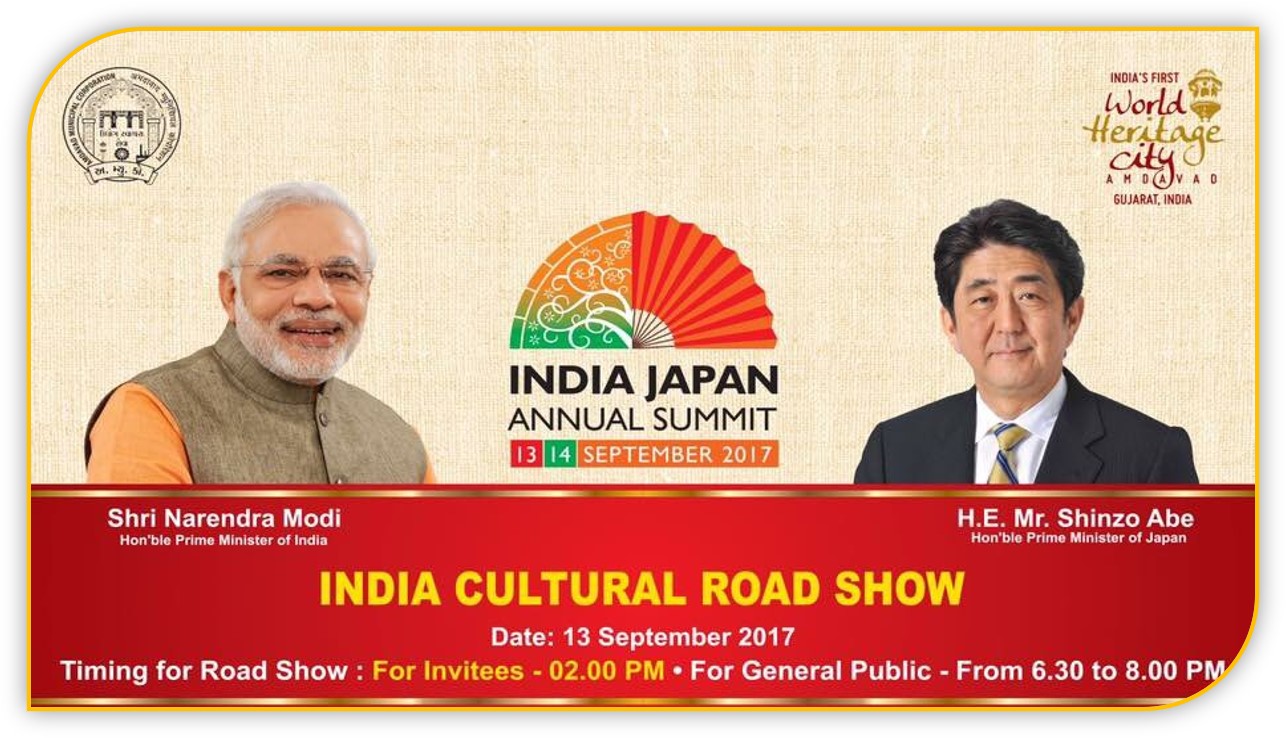 AMDAVAD MUNICIPAL CORPORATION
અ. મ્યુ. કો.
INDIA'S FIRST
World
Heritage
City
AMDAVAD
GUJARAT, INDIA
INDIA JAPAN
ANNUAL SUMMIT
13 14 SEPTEMBER 2017
Shri Narendra Modi
Hon'ble Prime Minister of India
H.E. Mr. Shinzo Abe
Hon'ble Prime Minister of Japan
INDIA CULTURAL ROAD SHOW
Date: 13 September 2017
Timing for Road Show : For Invitees - 02.00 PM • For General Public - From 6.30 to 8.00 PM